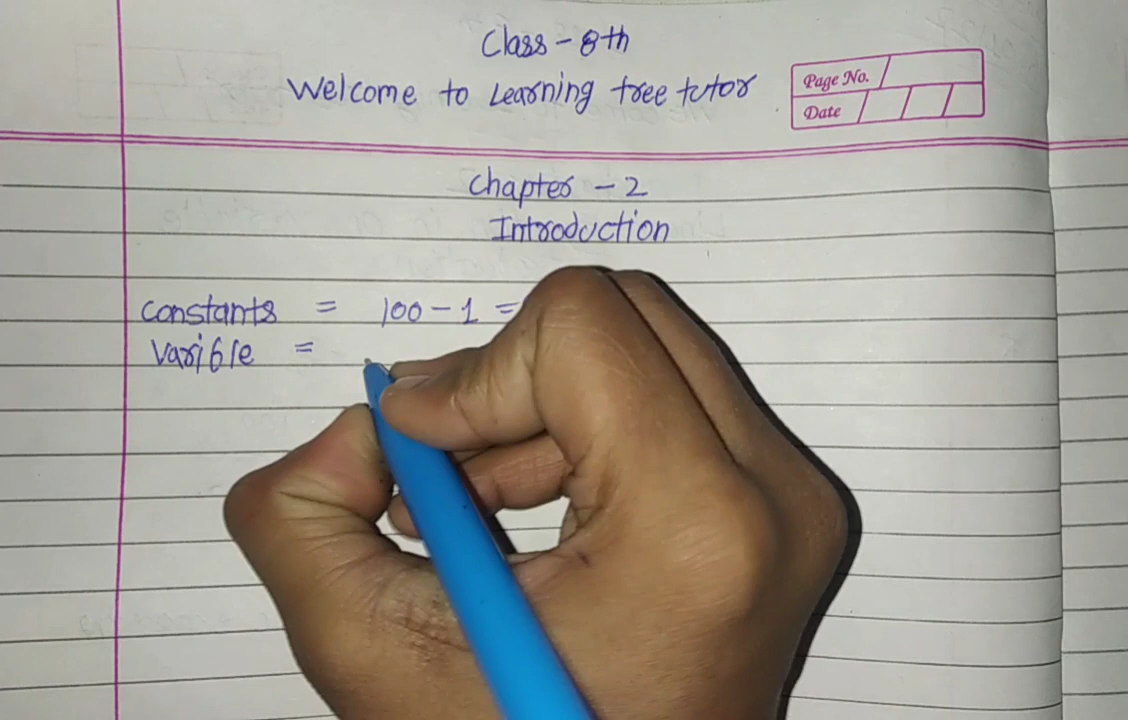 Class - 8th
Welcome to Learning tree tutor
Page No.
Date
Chapter - 2
Introduction
constants = 100 - 1 =
Varible =